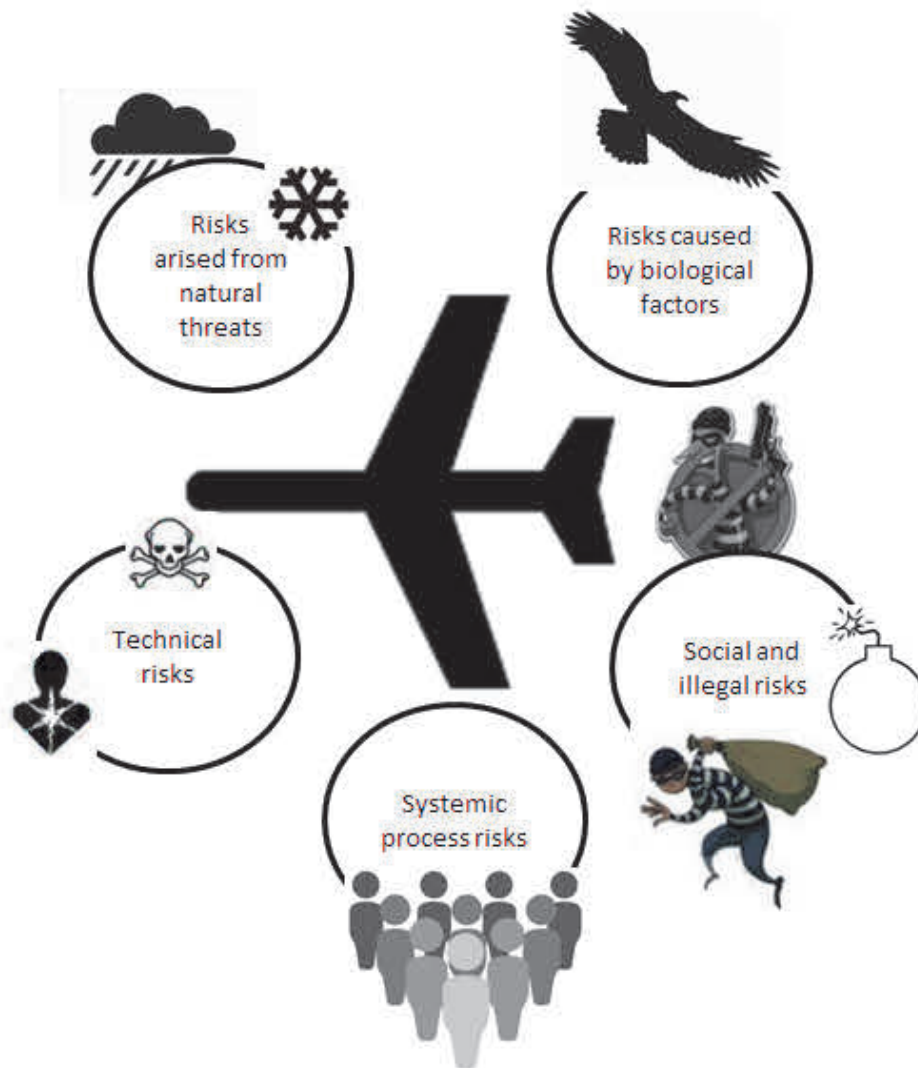 Risks
arised from
natural
threats
Risks caused
by biological
factors
Technical
risks
Social and
illegal risks
Systemic
process risks